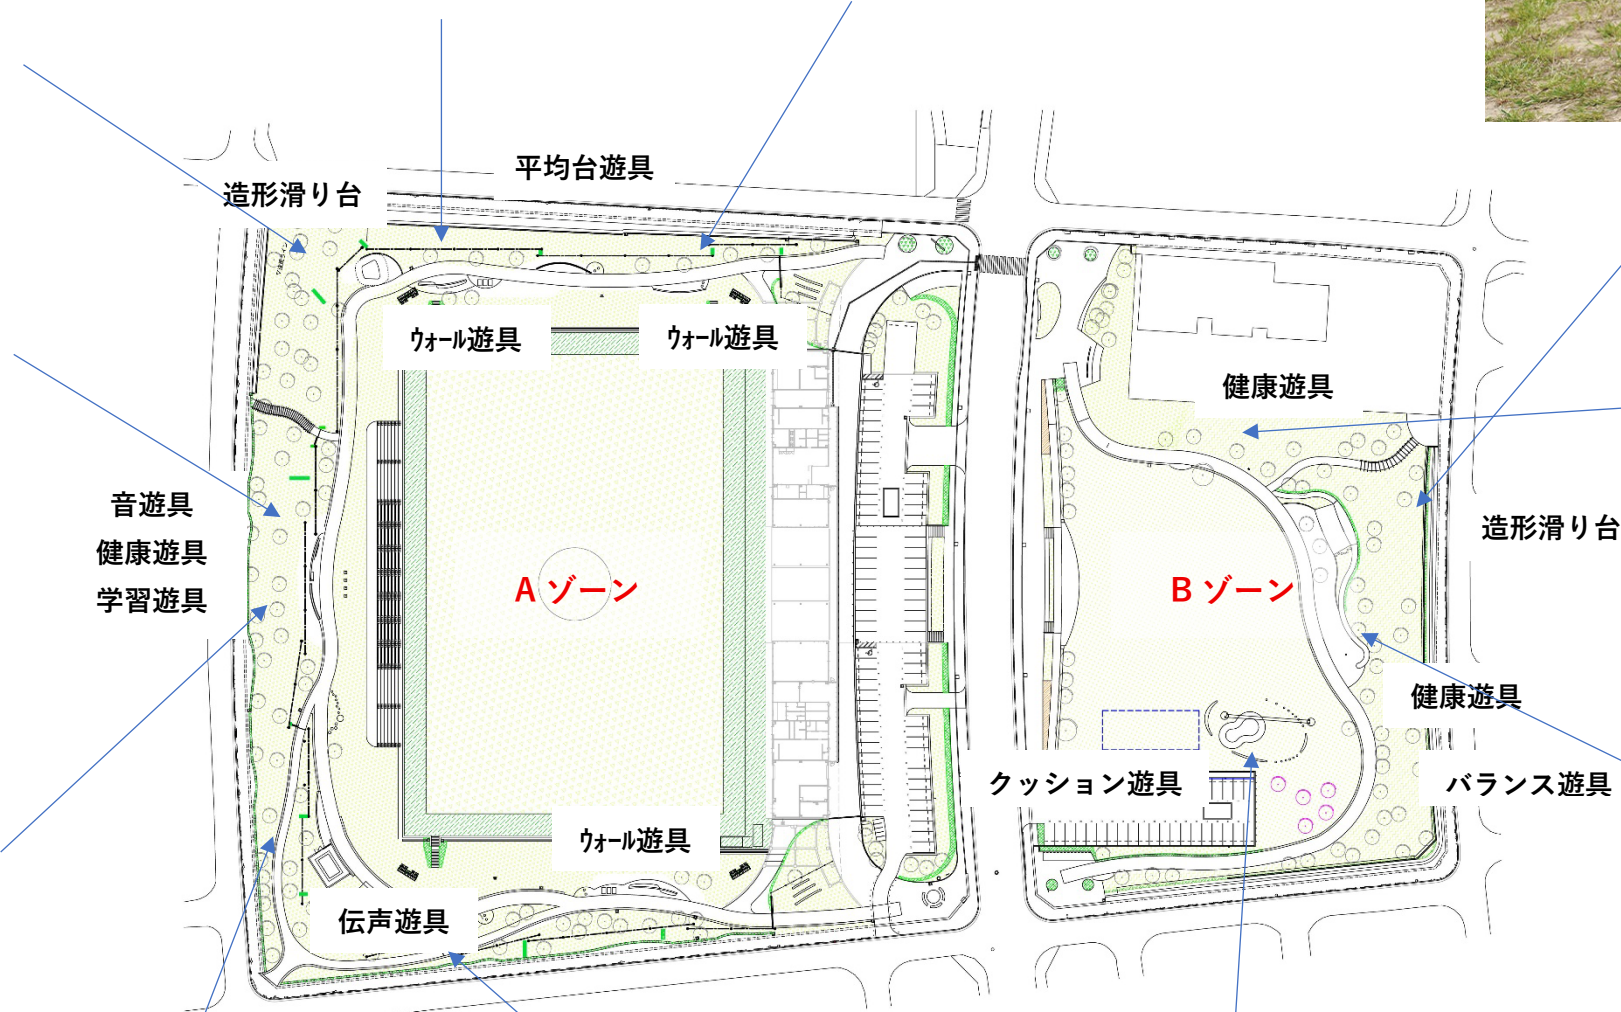 平均台遊具
造形滑り台
ｳｫｰﾙ遊具
ｳｫｰﾙ遊具
健康遊具
音遊具
健康遊具
学習遊具
造形滑り台
A ゾーン
B ゾーン
健康遊具
クッション遊具
バランス遊具
ｳｫｰﾙ遊具
伝声遊具